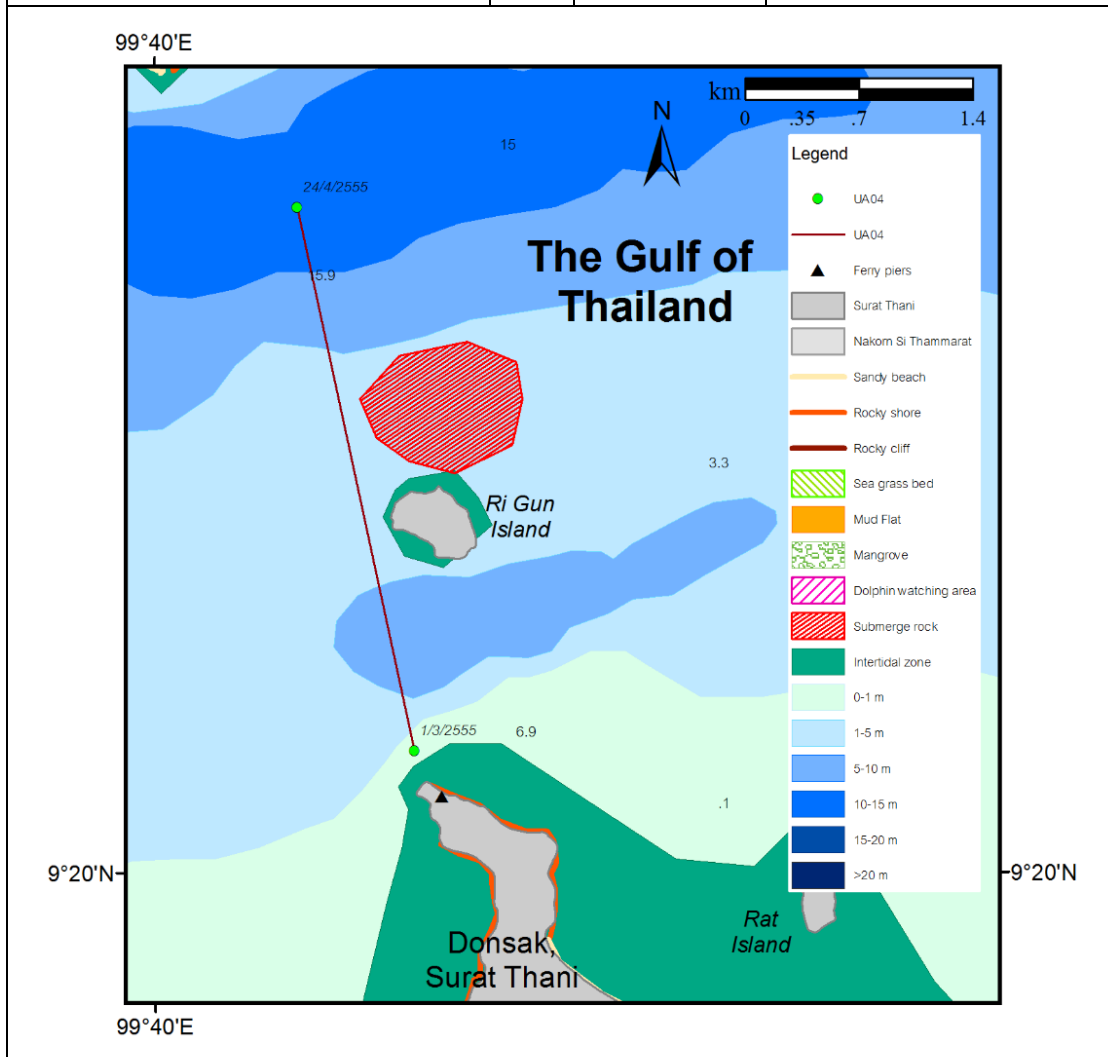 99°40'E
km
0 .35 .7 1.4
N
15
Legend
24/4/2555
UA04
UA04
The Gulf of
Thailand
Ferry piers
15.9
Surat Thani
Nakorn Si Thammarat
Sandy beach
Rocky shore
Rocky cliff
3.3
Sea grass bed
Ri Gun
Island
Mud Flat
Mangrove
Dolphin watching area
Submerge rock
Intertidal zone
0-1 m
1-5 m
5-10 m
10-15 m
15-20 m
>20 m
1/3/2555
6.9
.1
9°20'N
9°20'N
Rat
Island
Donsak,
Surat Thani
99°40'E